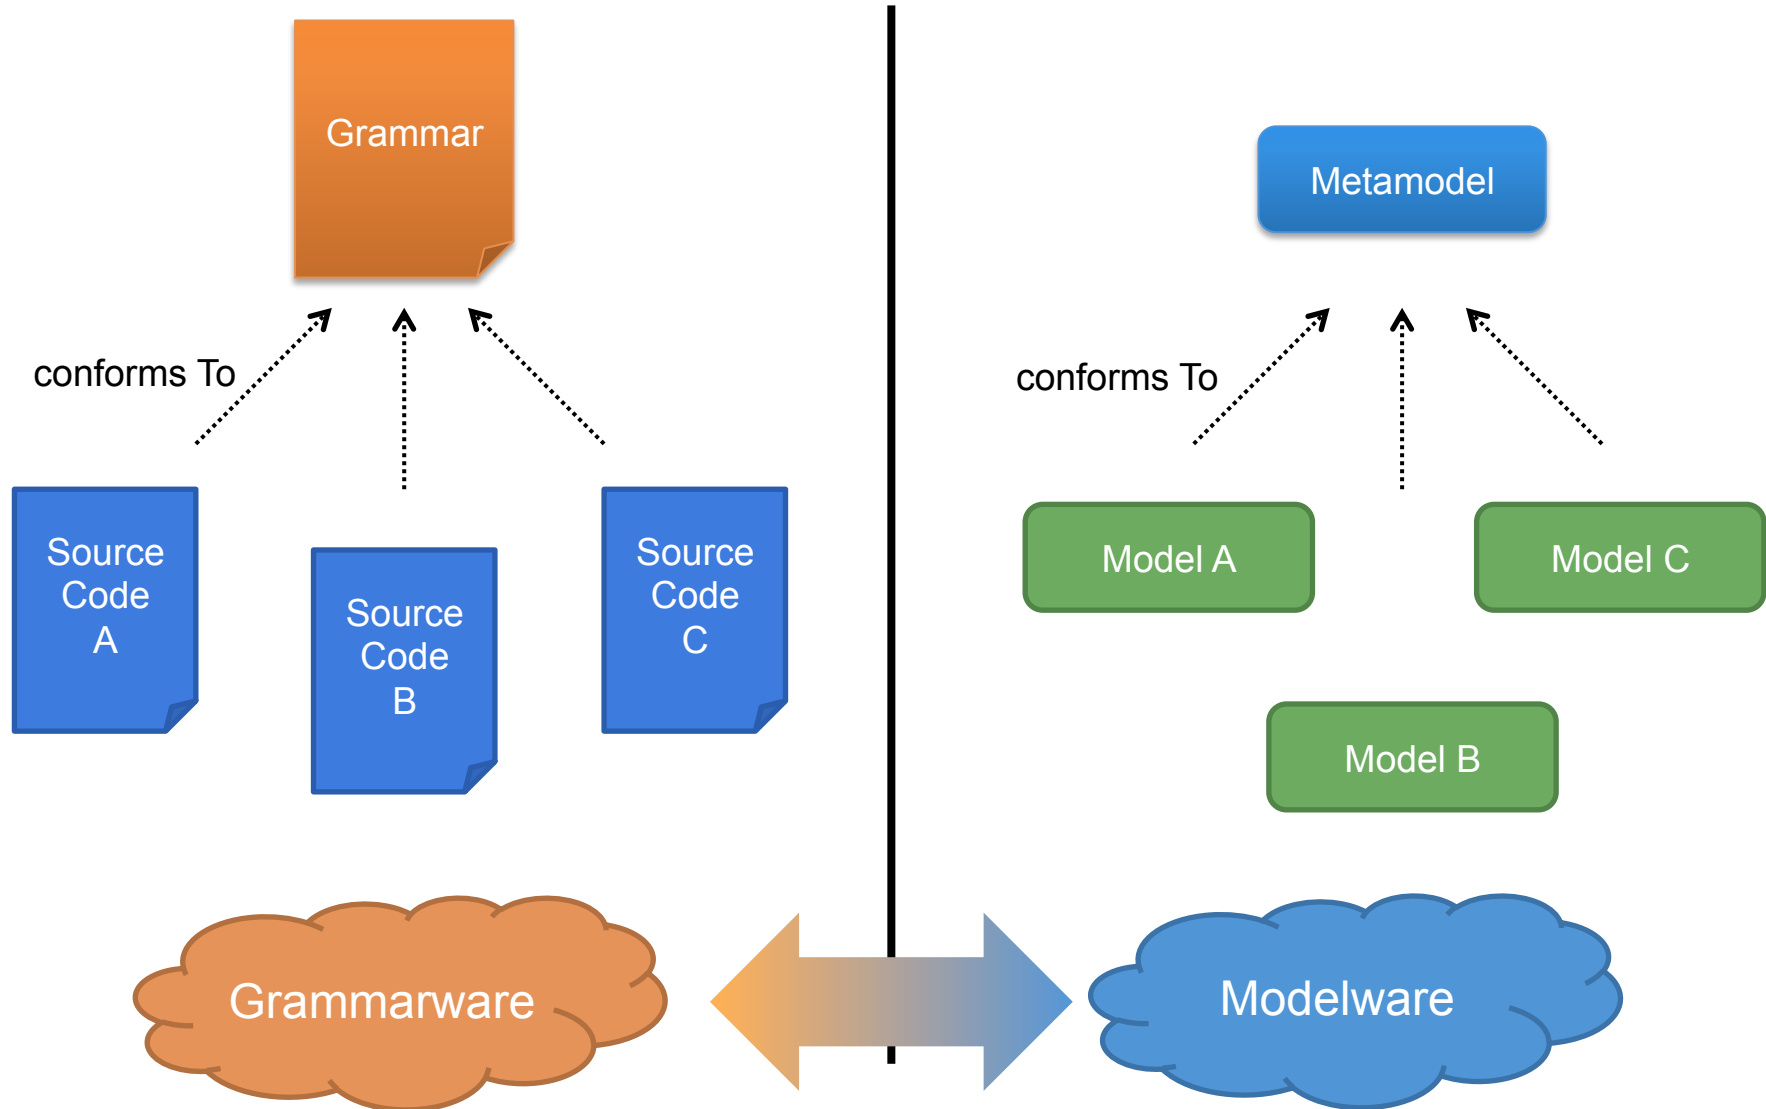 Grammar
conforms To
Source
Code
A
Source
Code
B
Source
Code
C
Grammarware
Metamodel
conforms To
Model A
Model C
Model B
Modelware